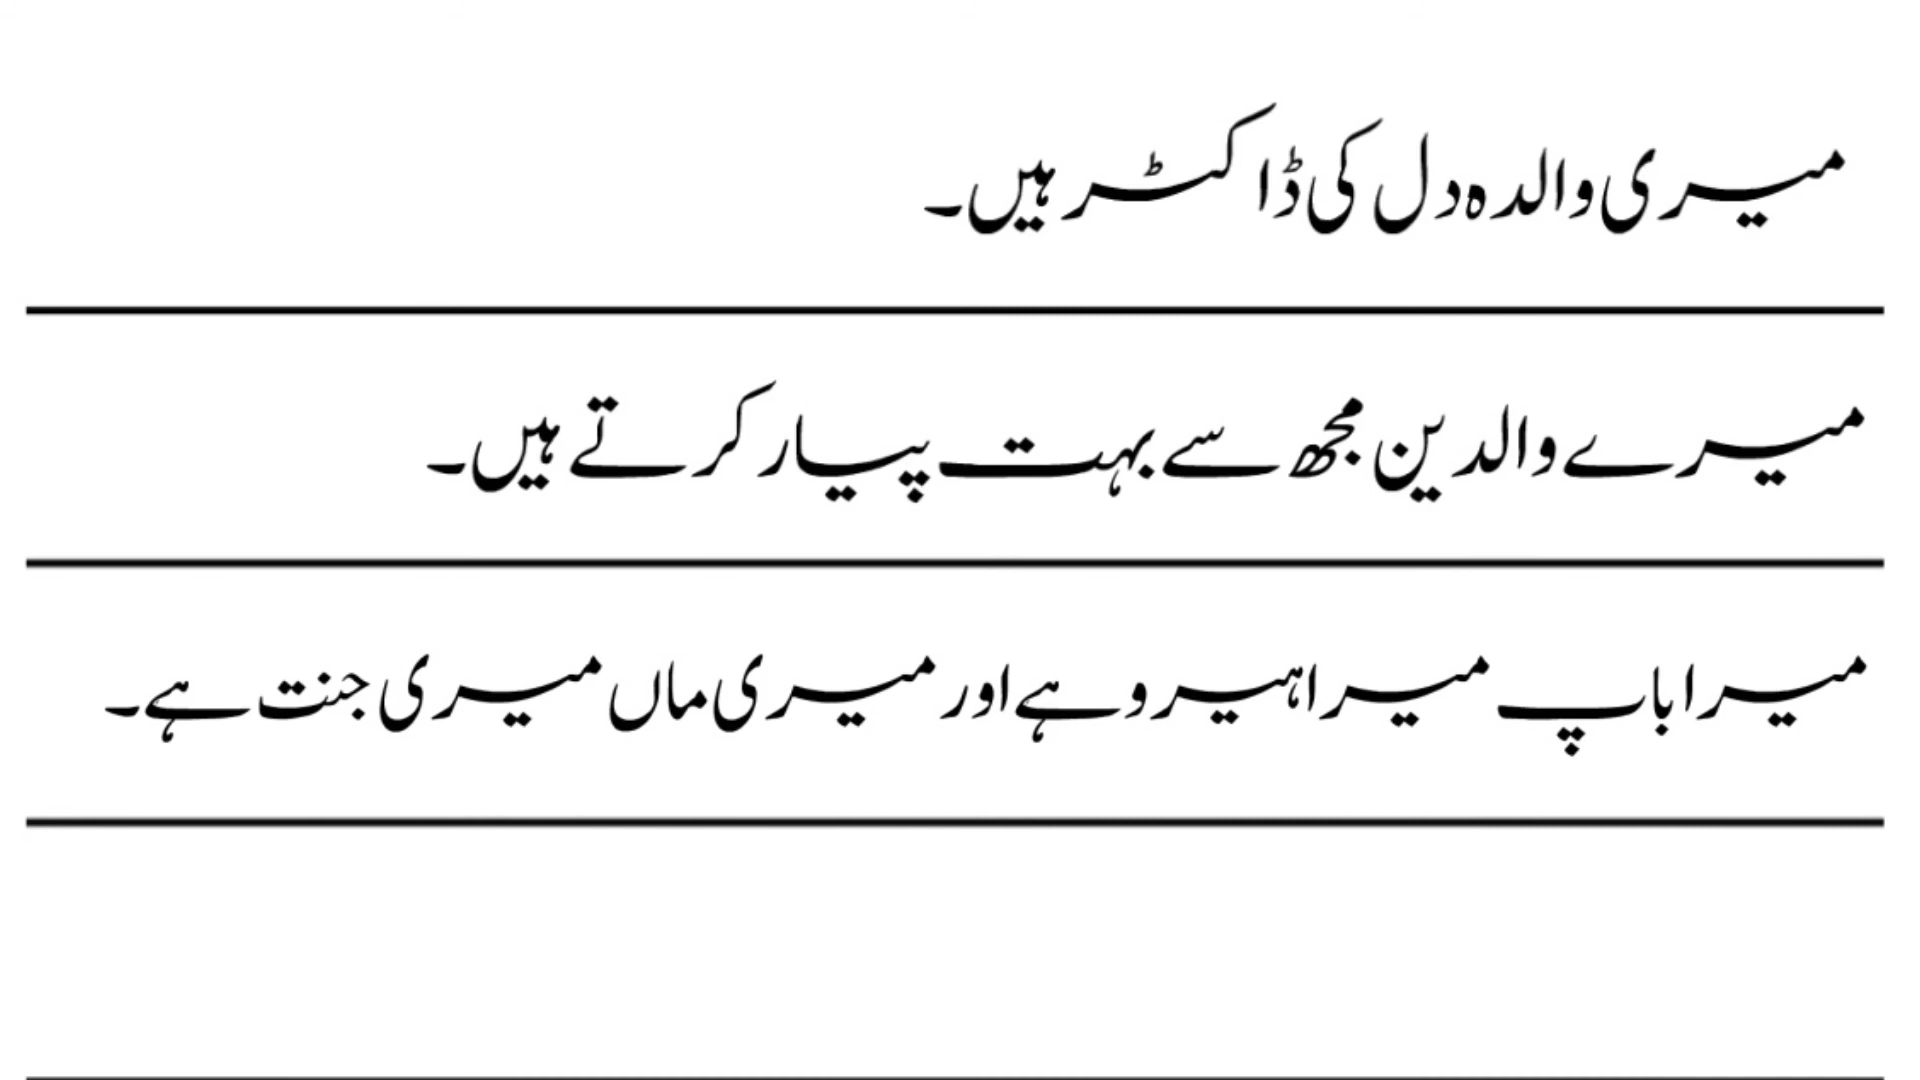 میری والدہ دل کی ڈاکٹر ہیں۔
میرے والدین مجھ سے بہت پیار کرتے ہیں۔
میرا باپ میرا ہیرو ہے اور میری ماں میری جنت ہے۔